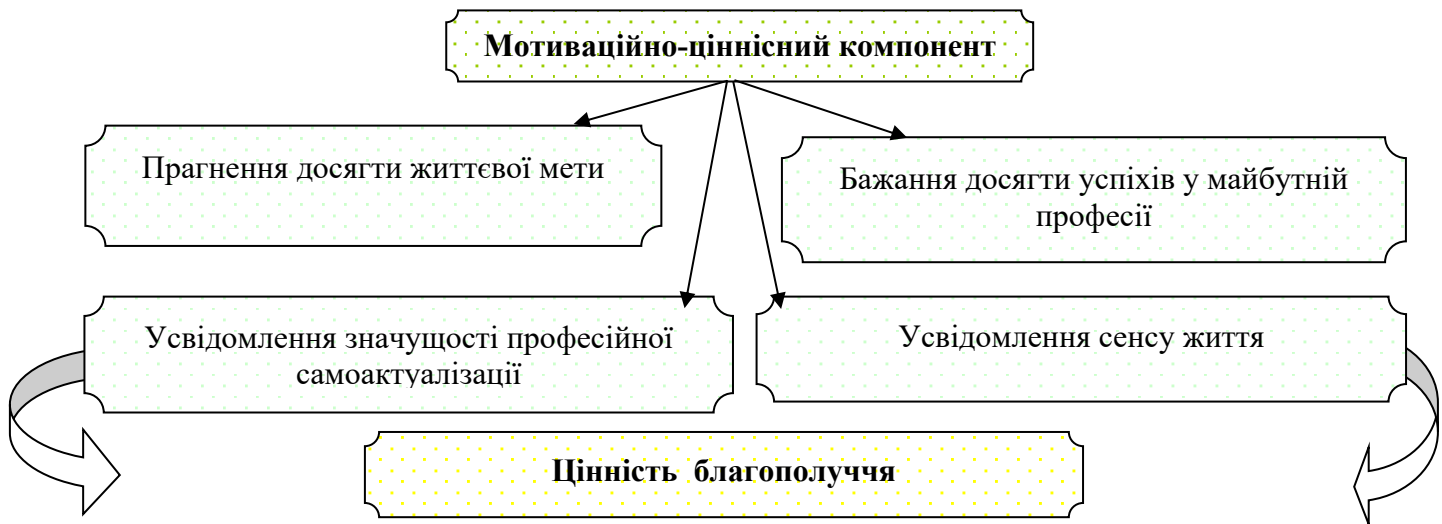 Мотиваційно-ціннісний компонент
Прагнення досягти життєвої мети
Бажання досягти успіхів у майбутній
професії
Усвідомлення значущості професійної
самоактуалізації
Усвідомлення сенсу життя
Цінність благополуччя